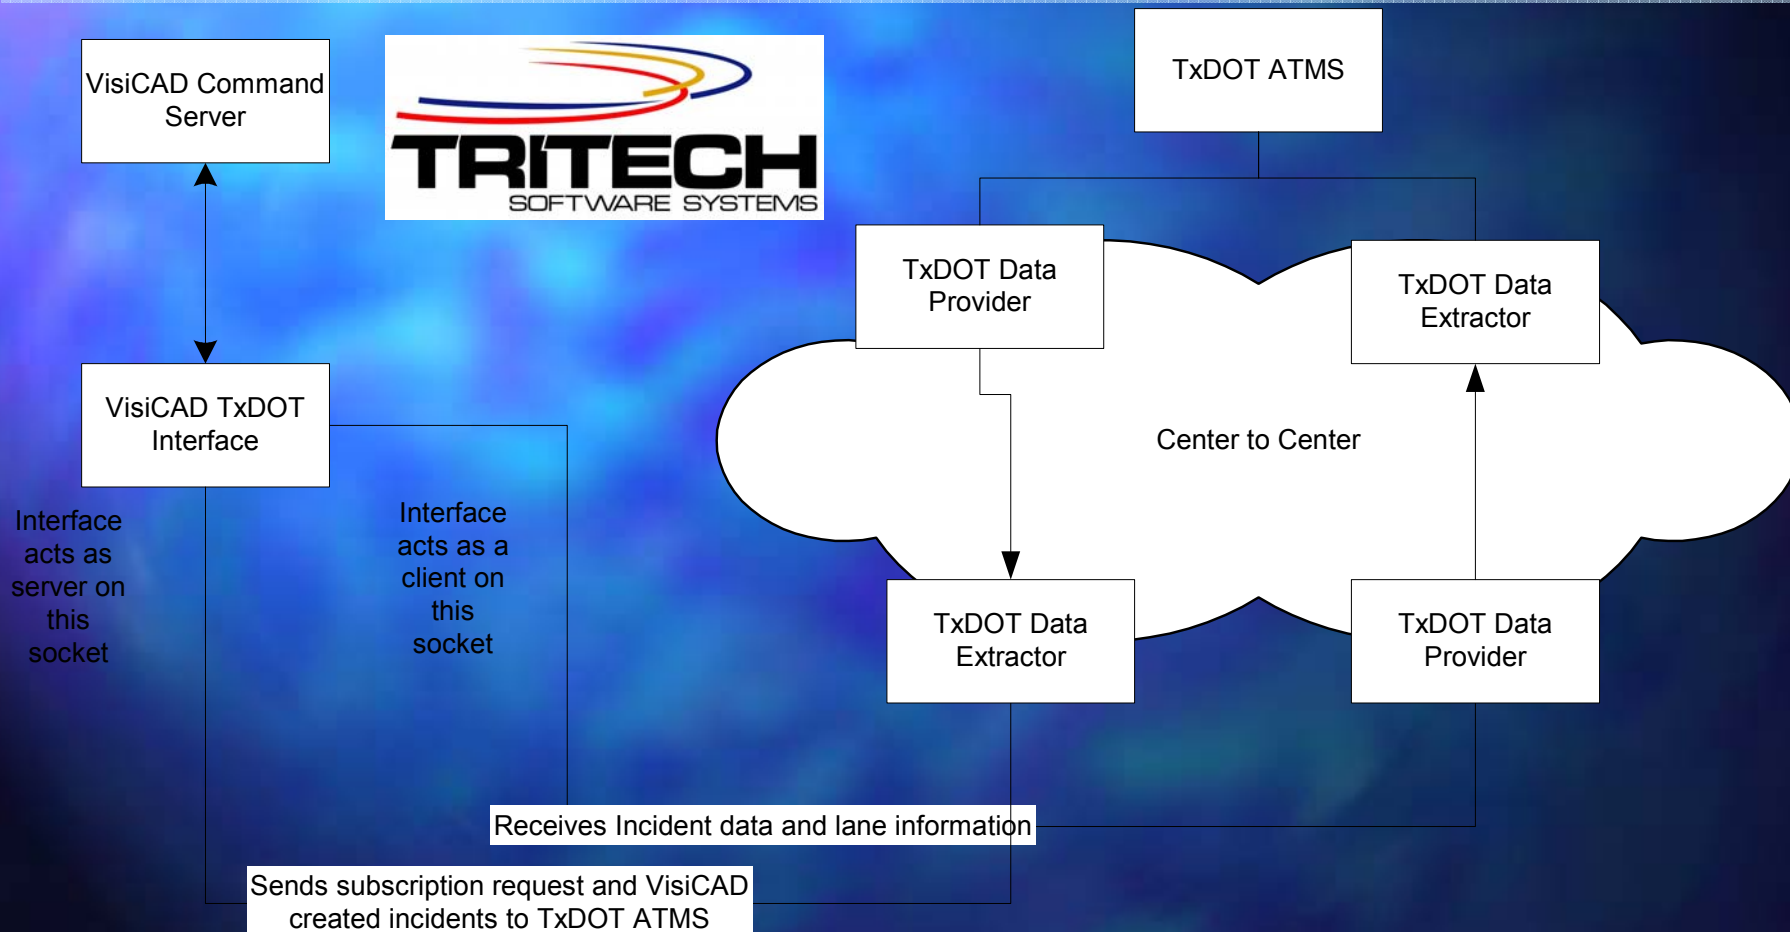 VisiCAD Command
Server
TRITECH
SOFTWARE SYSTEMS
TxDOT ATMS
TxDOT Data
Provider
TxDOT Data
Extractor
VisiCAD TxDOT
Interface
Center to Center
Interface
acts as
server on
this
socket
Interface
acts as a
client on
this
socket
TxDOT Data
Extractor
TxDOT Data
Provider
Receives Incident data and lane information
Sends subscription request and VisiCAD
created incidents to TxDOT ATMS